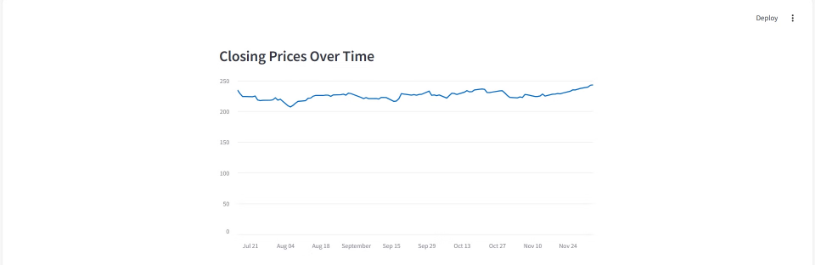 Deploy
Closing Prices Over Time
250
200
150
100
50
0
Jul 21 Aug 04 Aug 18 September Sep 15 Sep 29 Oct 13 Oct 27 Nov 10 Nov 24